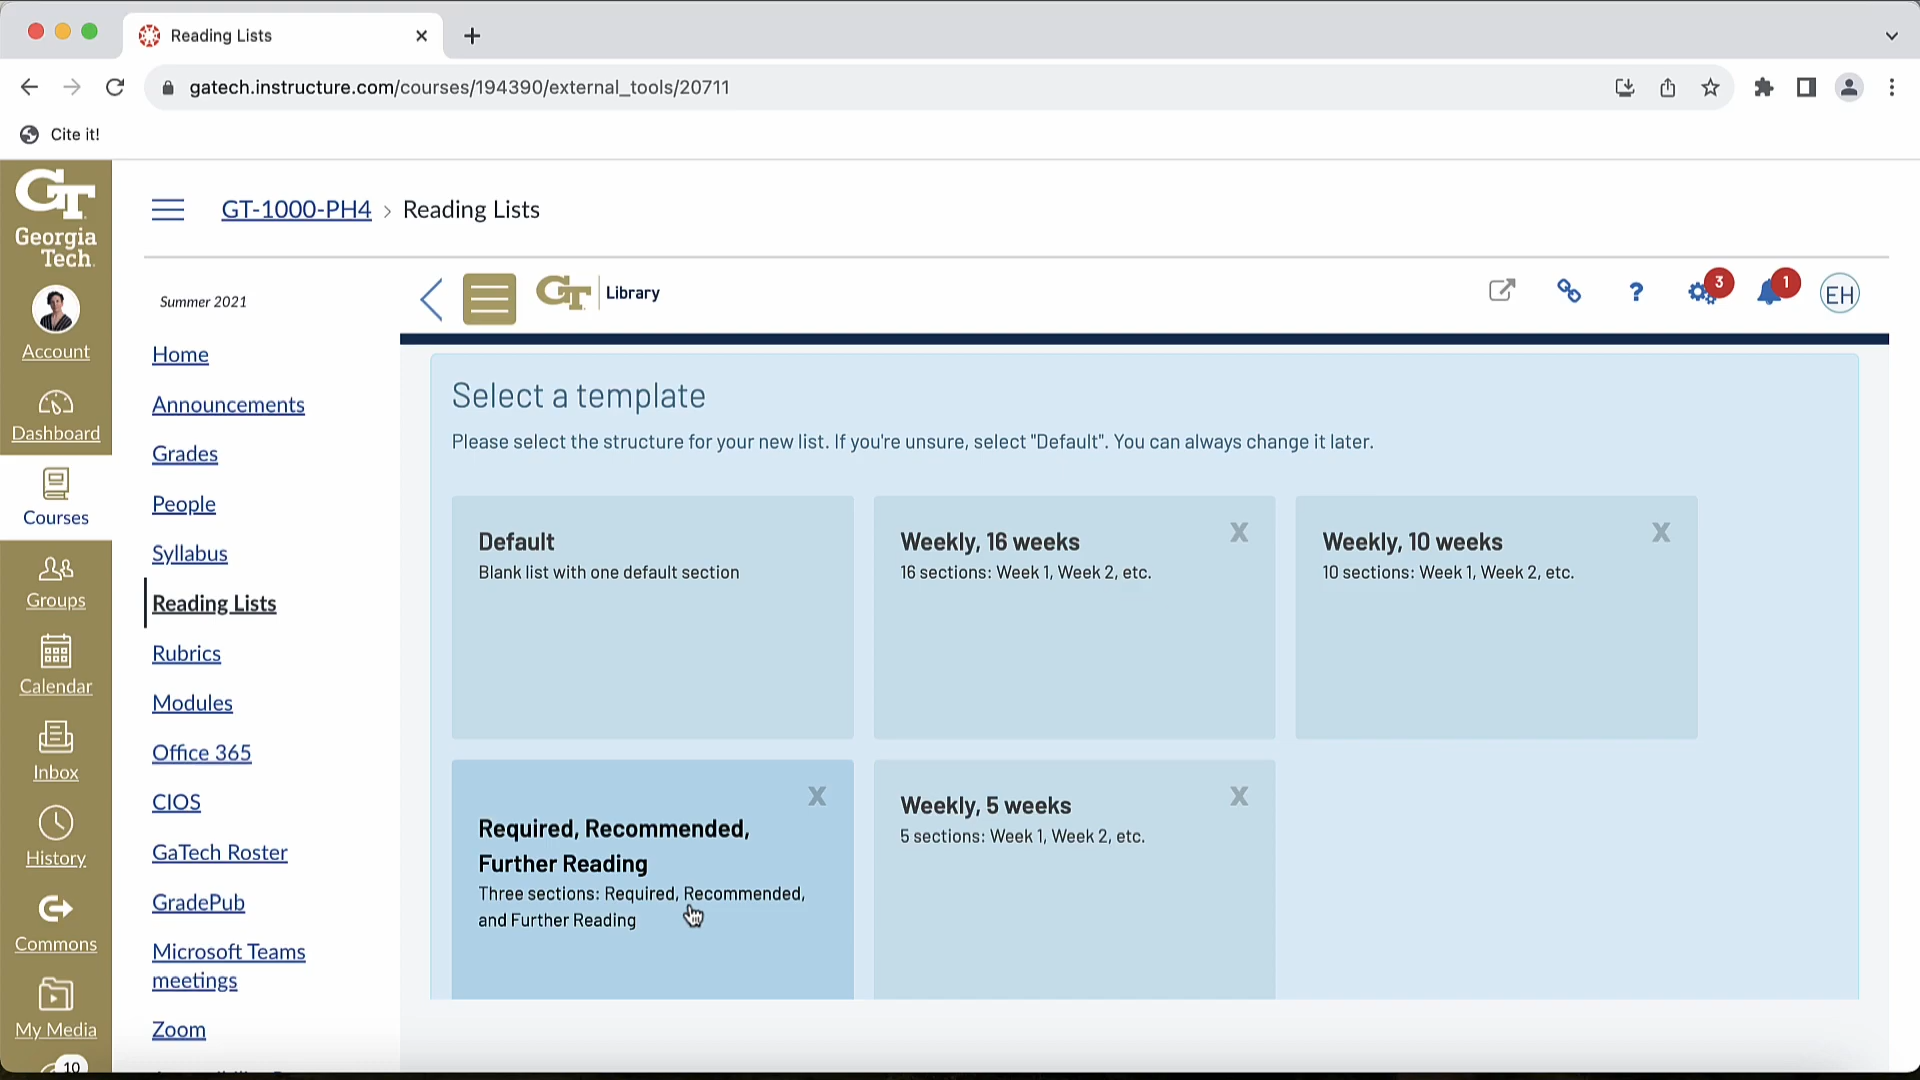 Reading Lists
gatech.instructure.com/courses/194390/external_tools/20711
Cite it!
GT
Georgia
Tech
GT-1000-PH4 > Reading Lists
GT Library
3
1
EH
Account
Dashboard
Courses
Groups
Calendar
Inbox
History
Commons
My Media
10
Summer 2021
Home
Announcements
Grades
People
Syllabus
Reading Lists
Rubrics
Modules
Office 365
CIOS
GaTech Roster
GradePub
Microsoft Teams
meetings
Zoom
Select a template
Please select the structure for your new list. If you're unsure, select "Default". You can always change it later.
Default
Blank list with one default section
Weekly, 16 weeks
X
16 sections: Week 1, Week 2, etc.
Weekly, 10 weeks
X
10 sections: Week 1, Week 2, etc.
X
Required, Recommended,
Further Reading
Three sections: Required, Recommended,
and Further Reading
Weekly, 5 weeks
X
5 sections: Week 1, Week 2, etc.